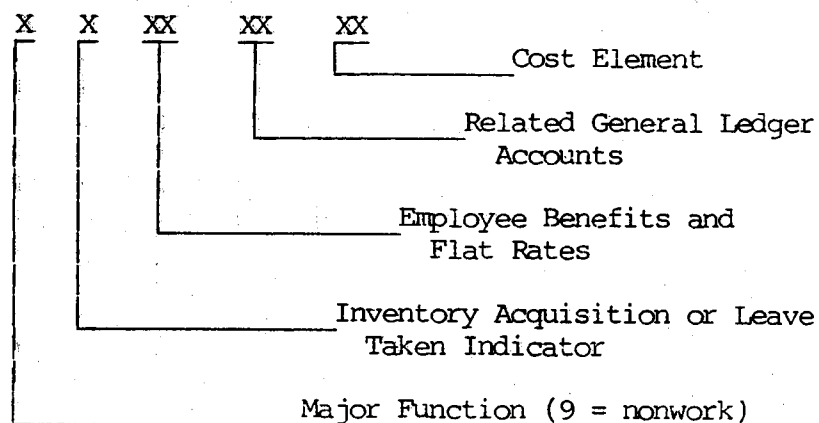 X X XX XX XX
Cost Element
Related General Ledger
Accounts
Employee Benefits and
Flat Rates
Inventory Acquisition or Leave
Taken Indicator
Major Function (9 = nonwork)